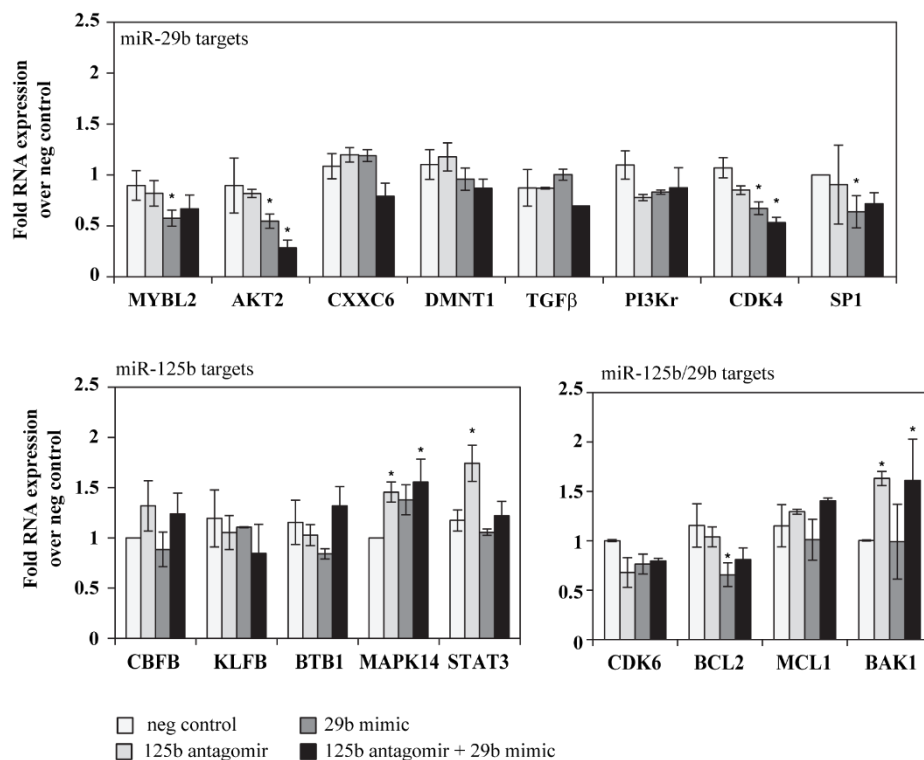 miR-29b targets
Fold RNA expression
over neg control
2.5
2
1.5
1
0.5
0
* * * * * *
MYBL2 AKT2 CXXC6 DMNT1 TGFβ PI3Kr CDK4 SP1
miR-125b targets
Fold RNA expression
over neg control
2.5
2
1.5
1
0.5
0
* * *
CBFB KLFB BTB1 MAPK14 STAT3
miR-125b/29b targets
2.5
2
1.5
1
0.5
0
* * *
CDK6 BCL2 MCL1 BAK1
neg control
125b antagomir
29b mimic
125b antagomir + 29b mimic